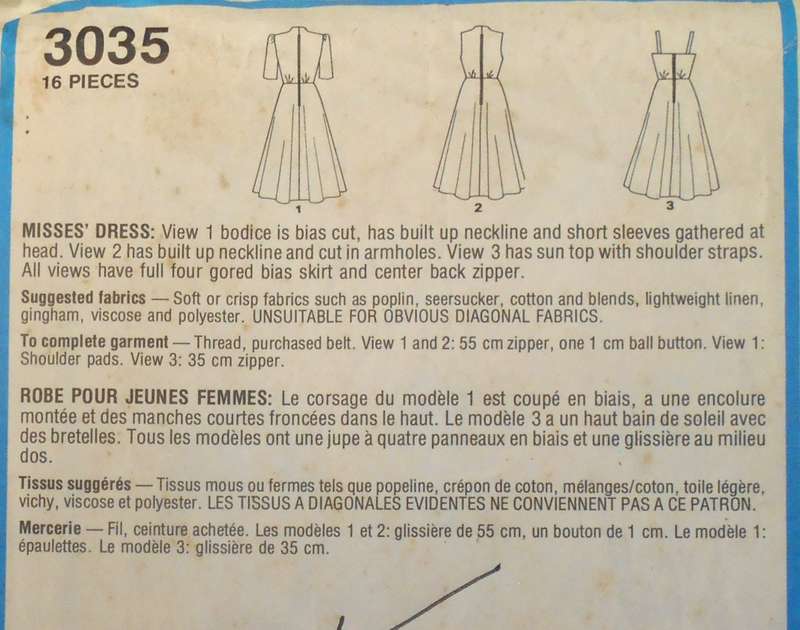 3035
16 PIECES
1
2
3
MISSES' DRESS: View 1 bodice is bias cut, has built up neckline and short sleeves gathered at
head. View 2 has built up neckline and cut in armholes. View 3 has sun top with shoulder straps.
All views have full four gored bias skirt and center back zipper.
Suggested fabrics — Soft or crisp fabrics such as poplin, seersucker, cotton and blends, lightweight linen,
gingham, viscose and polyester. UNSUITABLE FOR OBVIOUS DIAGONAL FABRICS.
To complete garment — Thread, purchased belt. View 1 and 2: 55 cm zipper, one 1 cm ball button. View 1:
Shoulder pads. View 3: 35 cm zipper.
ROBE POUR JEUNES FEMMES: Le corsage du modèle 1 est coupé en biais, a une encolure
montée et des manches courtes froncées dans le haut. Le modèle 3 a un haut bain de soleil avec
des bretelles. Tous les modèles ont une jupe à quatre panneaux en biais et une glissière au milieu
dos.
Tissus suggérés — Tissus mous ou fermes tels que popeline, crépon de coton, mélanges/coton, toile légère,
vichy, viscose et polyester. LES TISSUS A DIAGONALES EVIDENTES NE CONVIENNENT PAS A CE PATRON.
Mercerie — Fil, ceinture achetée. Les modèles 1 et 2: glissière de 55 cm, un bouton de 1 cm. Le modèle 1:
épaulettes. Le modèle 3: glissière de 35 cm.